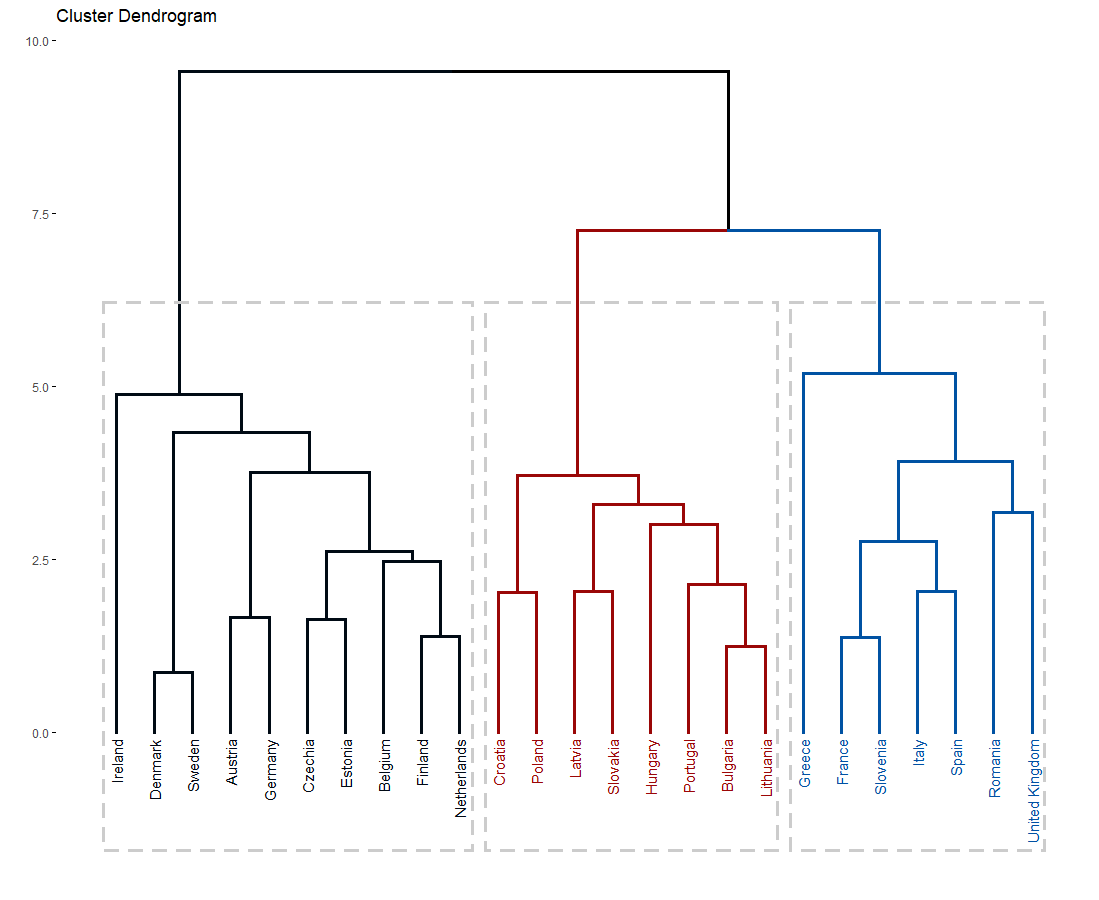 Cluster Dendrogram
10.0
7.5
5.0
2.5
0.0
Ireland
Denmark
Sweden
Austria
Germany
Czechia
Estonia
Belgium
Finland
Netherlands
Croatia
Poland
Latvia
Slovakia
Hungary
Portugal
Bulgaria
Lithuania
Greece
France
Slovenia
Italy
Spain
Romania
United Kingdom